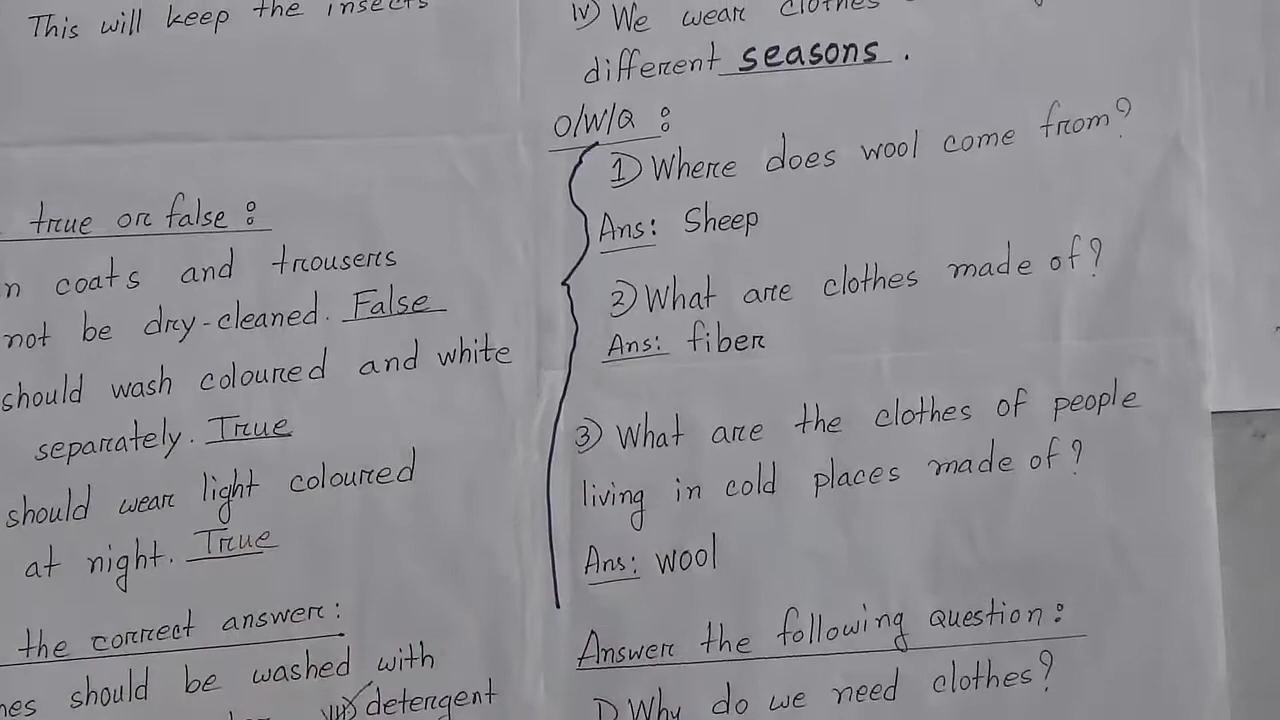 This will keep the insects
true or false :
n coats and trousers
not be dry-cleaned. False
should wash coloured and white
separately. True
should wear light coloured
at night. True
the correct answer :
nes should be washed with
detergent
iv) We wear clothes
different seasons .
O/W/Q :
1) Where does wool come from?
Ans: Sheep
2) What are clothes made of?
Ans: fiber
3) What are the clothes of people
living in cold places made of?
Ans: wool
Answer the following question :
1) Why do we need clothes?